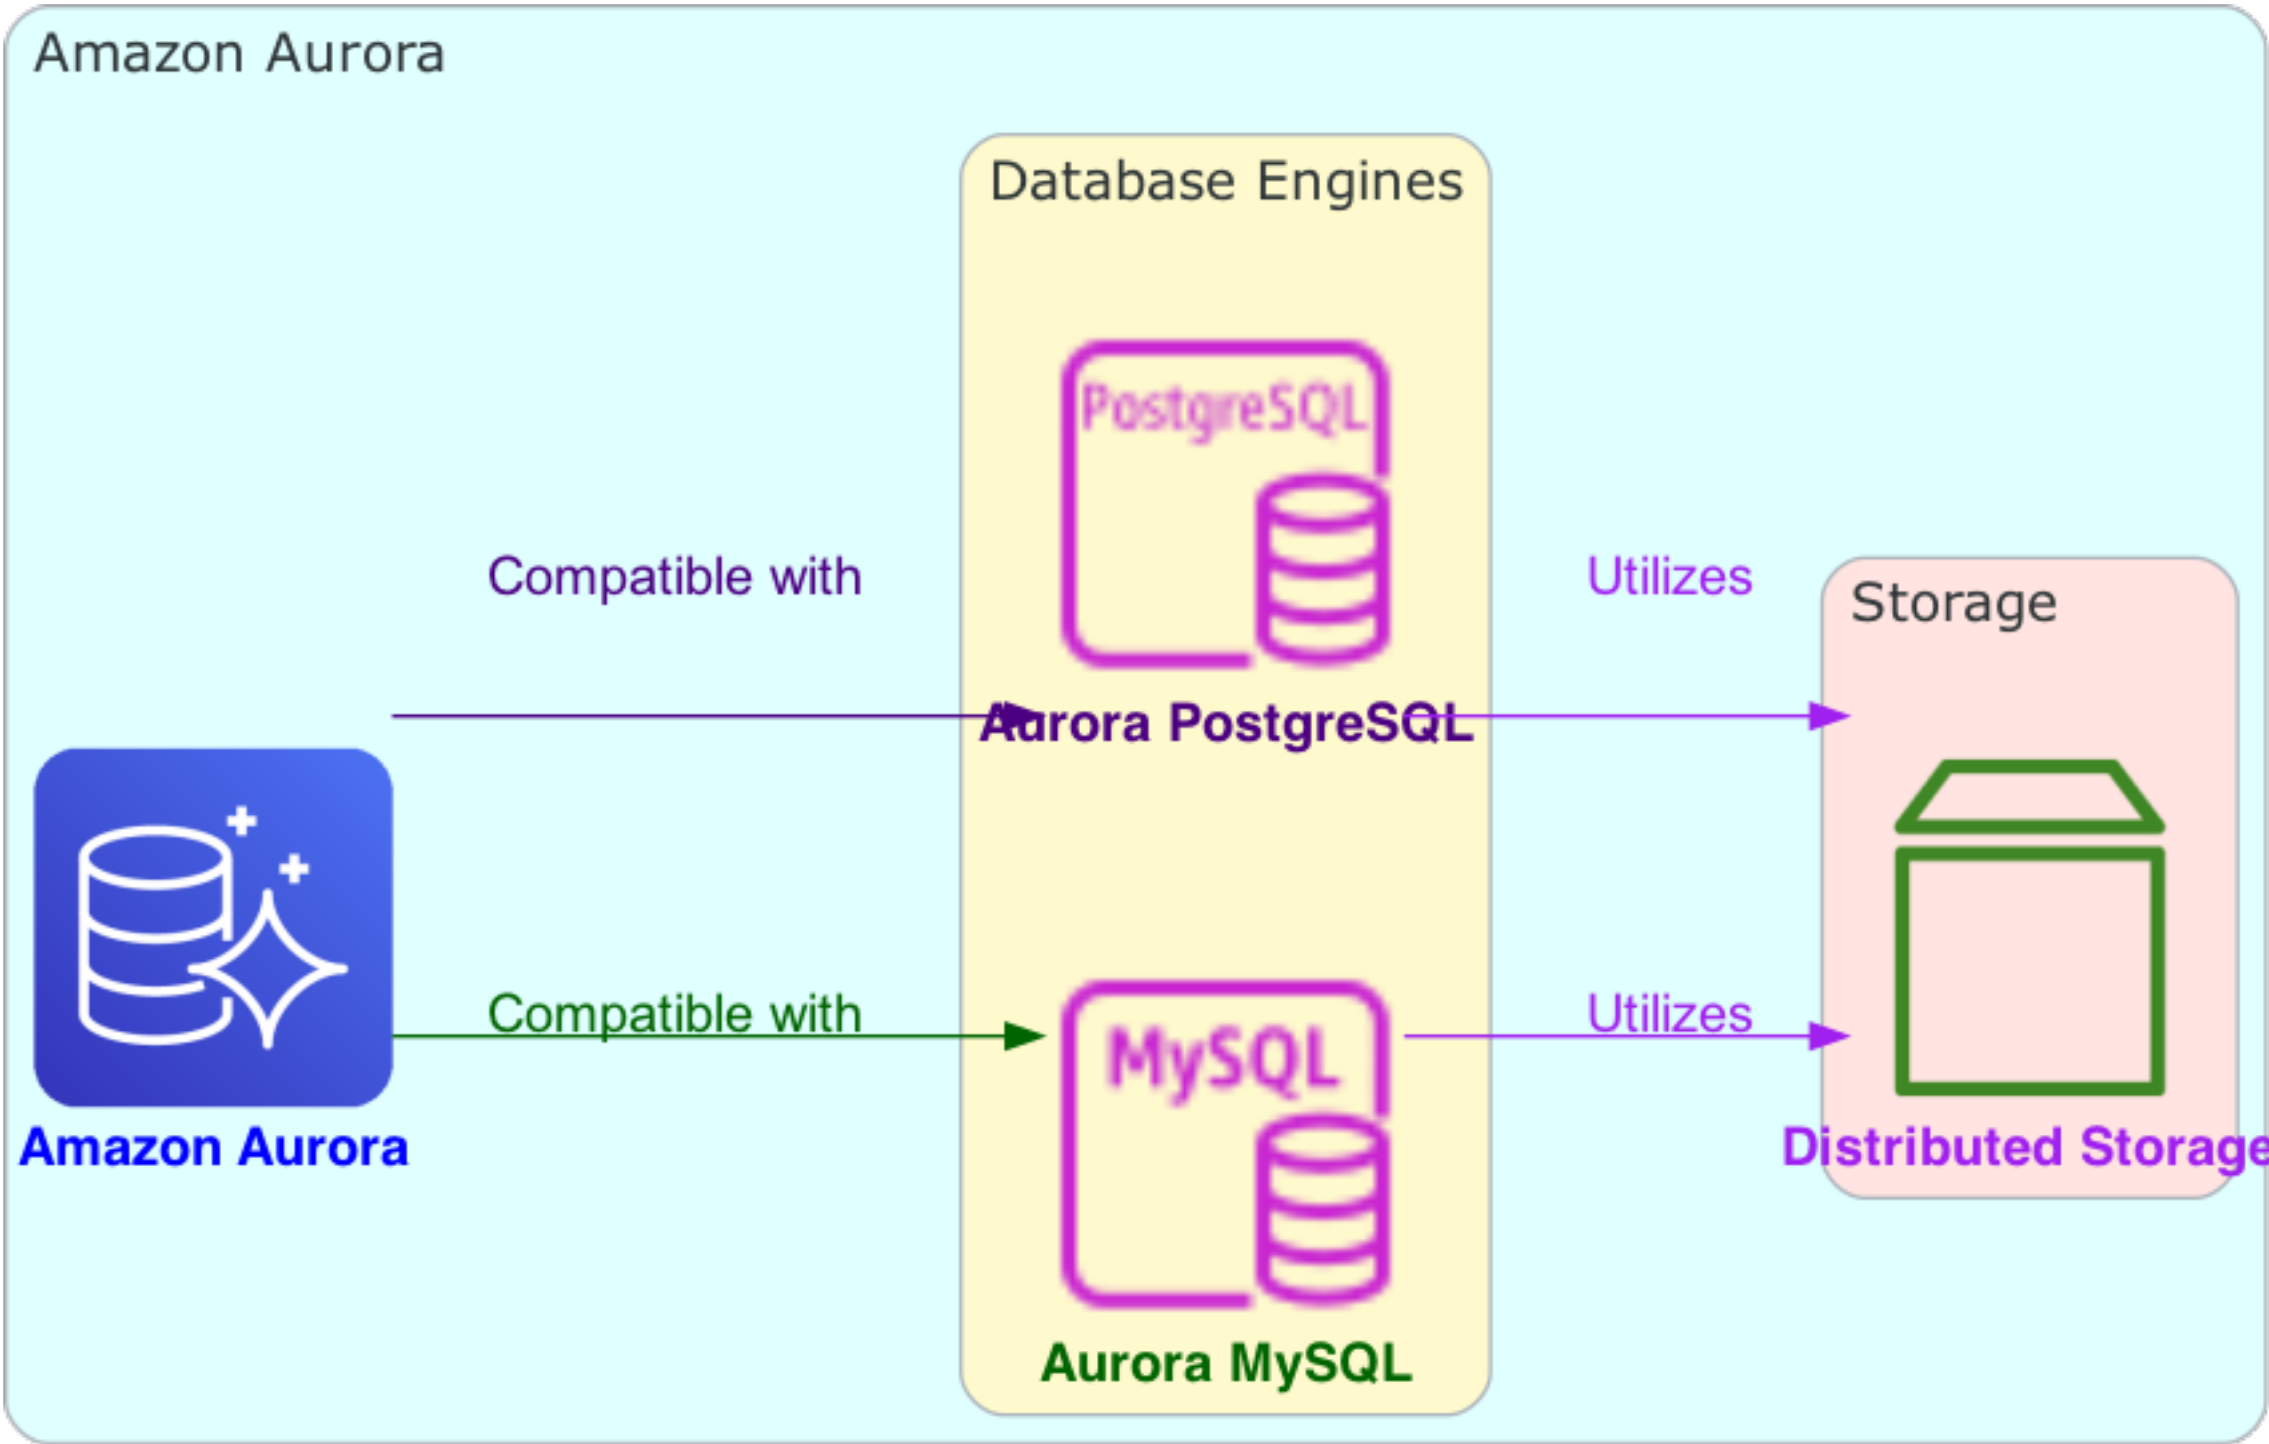 Amazon Aurora
Database Engines
PostgreSQL
Compatible with
Utilizes
Storage
Aurora PostgreSQL
Compatible with
Utilizes
MySQL
Amazon Aurora
Distributed Storage
Aurora MySQL